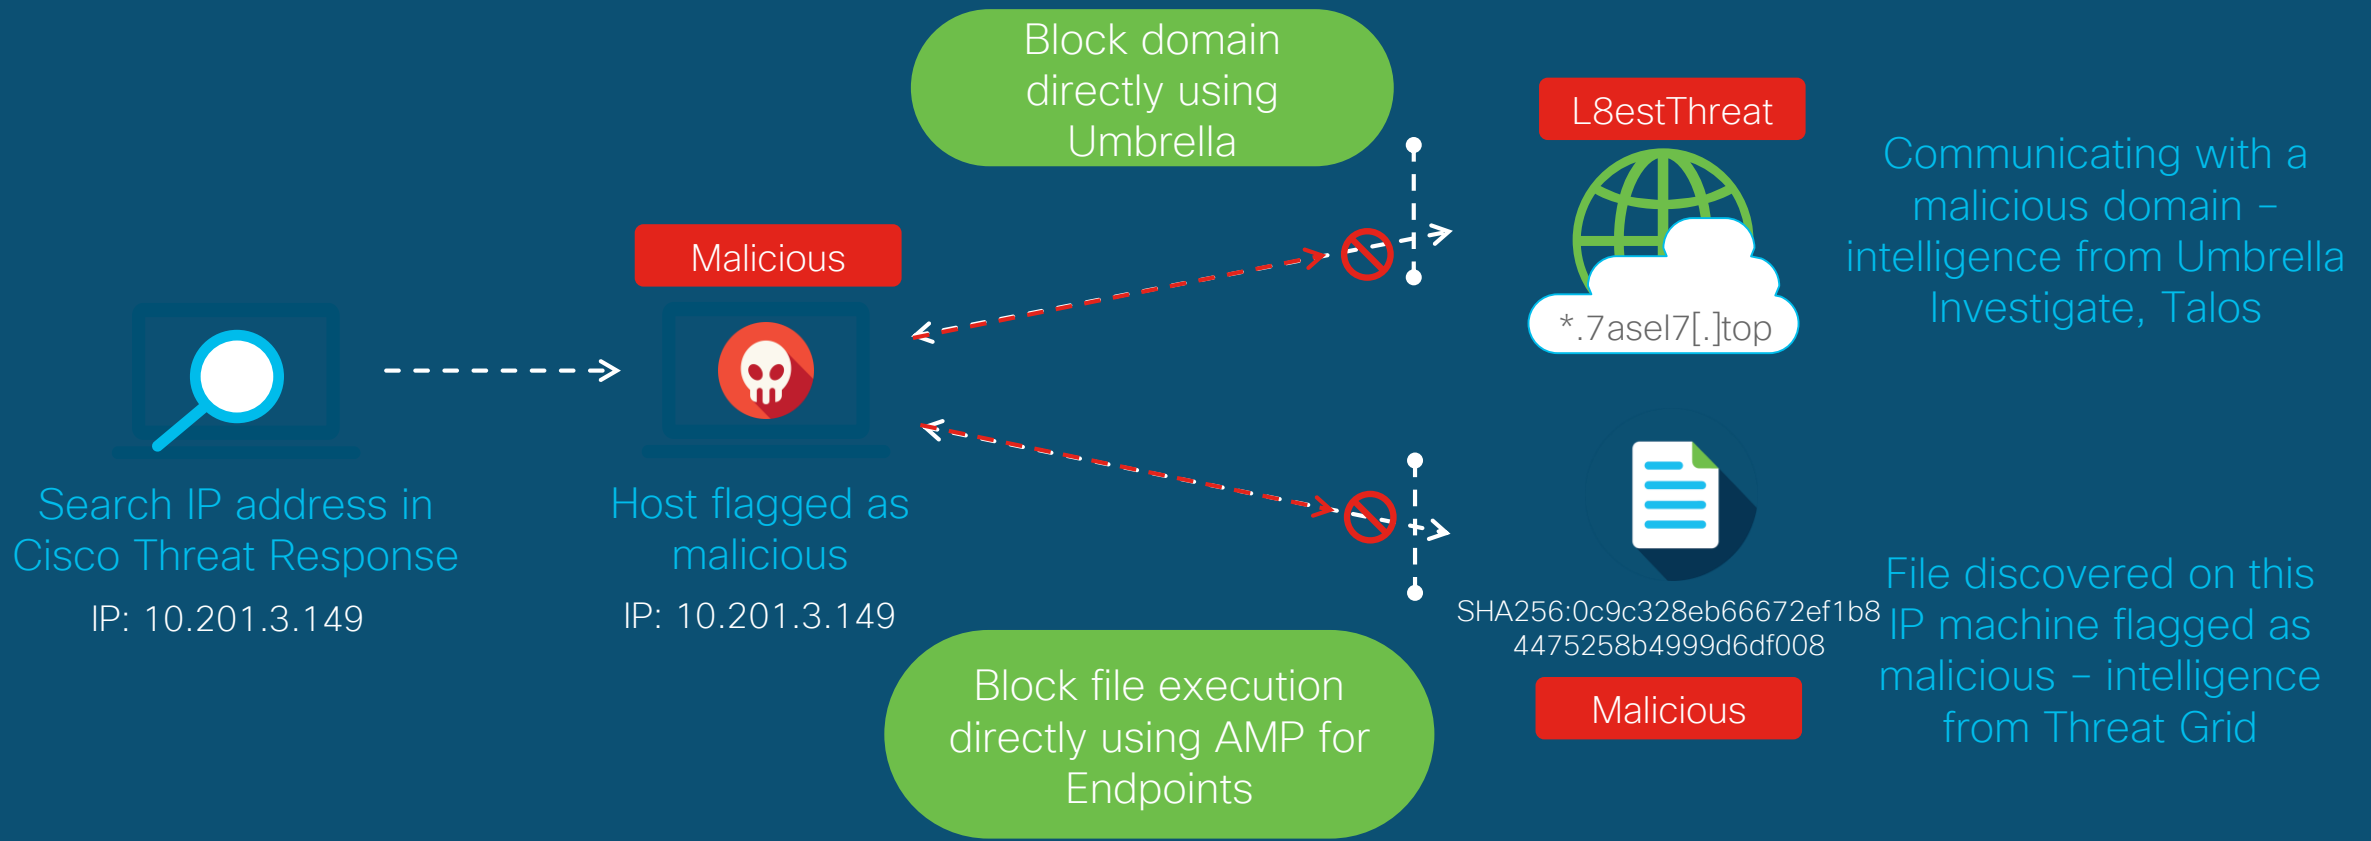 Block domain
directly using
Umbrella
L8estThreat
Communicating with a
malicious domain –
intelligence from Umbrella
Investigate, Talos
*.7asel7[.]top
Malicious
Search IP address in
Cisco Threat Response
IP: 10.201.3.149
Host flagged as
malicious
IP: 10.201.3.149
SHA256:0c9c328eb66672ef1b8
4475258b4999d6df008
Malicious
File discovered on this
IP machine flagged as
malicious – intelligence
from Threat Grid
Block file execution
directly using AMP for
Endpoints